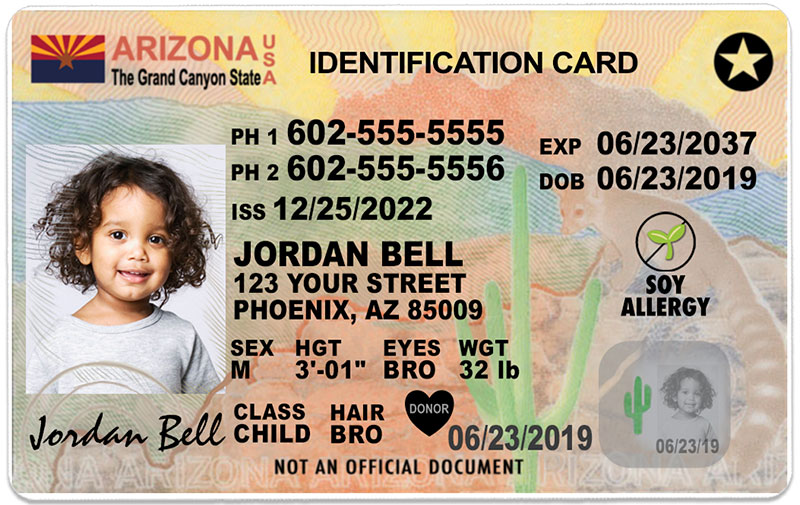 ARIZONA USA
The Grand Canyon State
IDENTIFICATION CARD
PH 1 602-555-5555
PH 2 602-555-5556
ISS 12/25/2022
EXP 06/23/2037
DOB 06/23/2019
JORDAN BELL
123 YOUR STREET
PHOENIX, AZ 85009
SOY
ALLERGY
SEX HGT EYES WGT
M 3'-01" BRO 32 lb
CLASS HAIR
CHILD BRO
DONOR
06/23/2019
06/23/19
Jordan Bell
NOT AN OFFICIAL DOCUMENT
ONA ARIZONA ARIZONA ARIZONA ARI